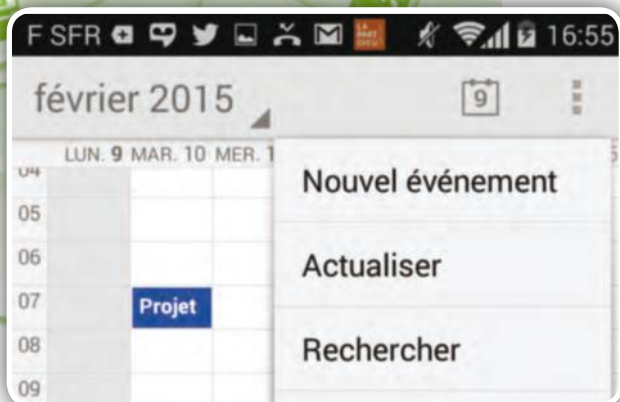 F SFR 16:55
février 2015 9
LUN. 9 MAR. 10 MER. 1
04
05
06
07 Projet
08
09
Nouvel événement
Actualiser
Rechercher